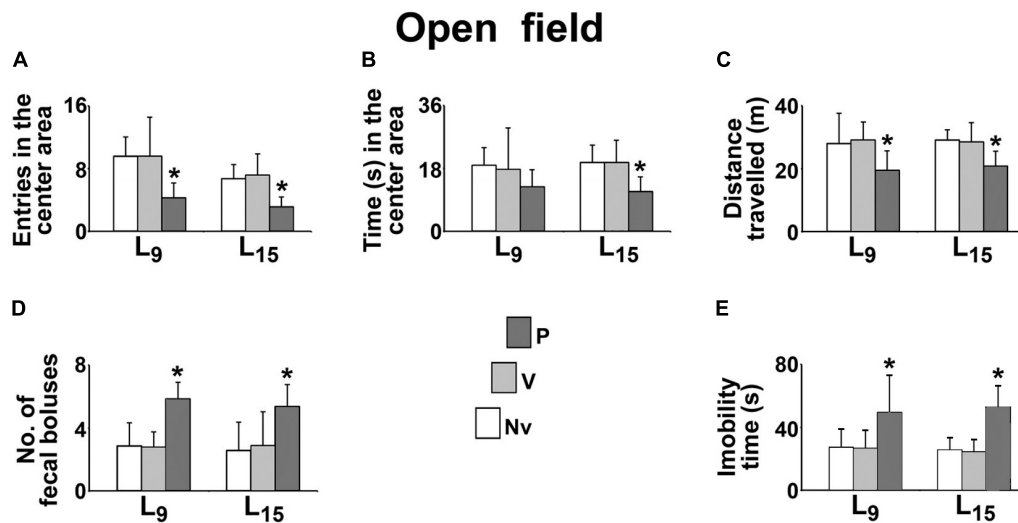 Open field
A
Entries in the
center area
16
8
0
*
*
L9
L15
B
Time (s) in the
center area
36
18
0
*
L9
L15
C
Distance
travelled (m)
40
20
0
*
*
L9
L15
D
No. of
fecal boluses
8
4
0
*
*
L9
L15
P
V
Nv
E
Imobility
time (s)
80
40
0
*
*
L9
L15